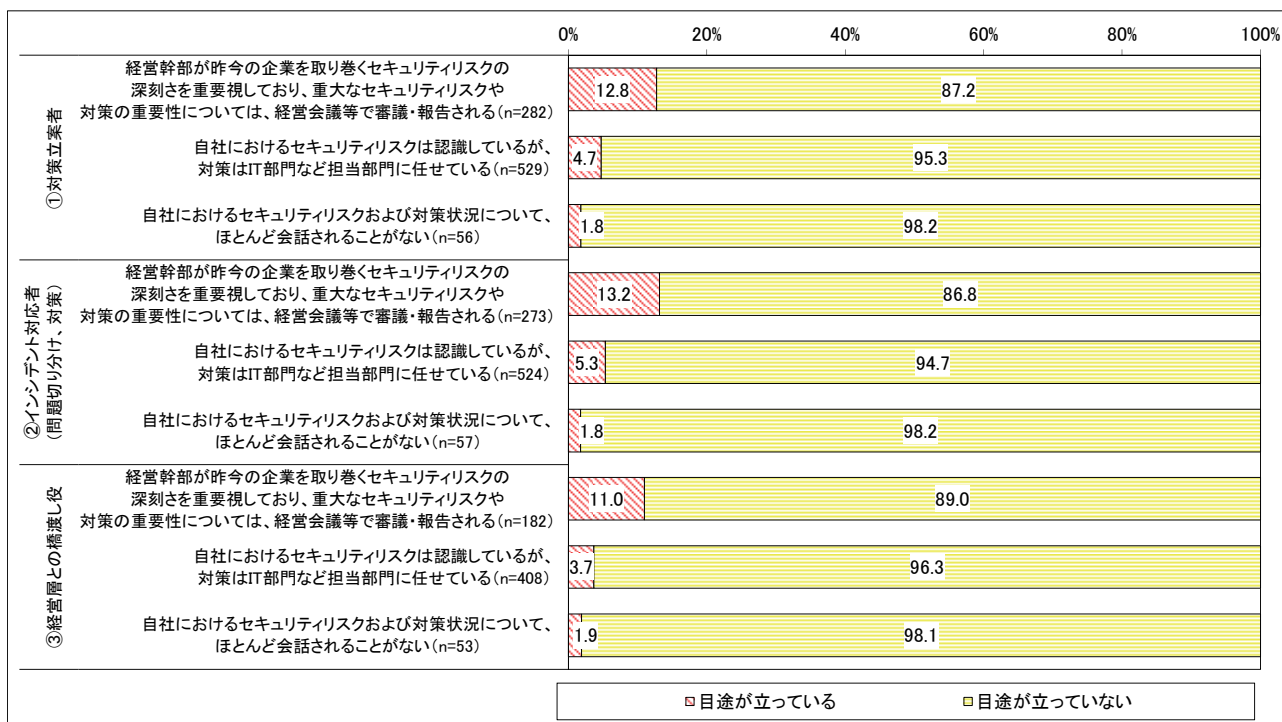 0% 20% 40% 60% 80% 100%
①対策立案者
経営幹部が昨今の企業を取り巻くセキュリティリスクの
深刻さを重要視しており、重大なセキュリティリスクや
対策の重要性については、経営会議等で審議・報告される(n=282)
12.8 87.2
自社におけるセキュリティリスクは認識しているが、
対策はIT部門など担当部門に任せている(n=529)
4.7 95.3
自社におけるセキュリティリスクおよび対策状況について、
ほとんど会話されることがない(n=56)
1.8 98.2
②インシデント対応者
(問題切り分け、対策)
経営幹部が昨今の企業を取り巻くセキュリティリスクの
深刻さを重要視しており、重大なセキュリティリスクや
対策の重要性については、経営会議等で審議・報告される(n=273)
13.2 86.8
自社におけるセキュリティリスクは認識しているが、
対策はIT部門など担当部門に任せている(n=524)
5.3 94.7
自社におけるセキュリティリスクおよび対策状況について、
ほとんど会話されることがない(n=57)
1.8 98.2
③経営層との橋渡し役
経営幹部が昨今の企業を取り巻くセキュリティリスクの
深刻さを重要視しており、重大なセキュリティリスクや
対策の重要性については、経営会議等で審議・報告される(n=182)
11.0 89.0
自社におけるセキュリティリスクは認識しているが、
対策はIT部門など担当部門に任せている(n=408)
3.7 96.3
自社におけるセキュリティリスクおよび対策状況について、
ほとんど会話されることがない(n=53)
1.9 98.1
目途が立っている 目途が立っていない